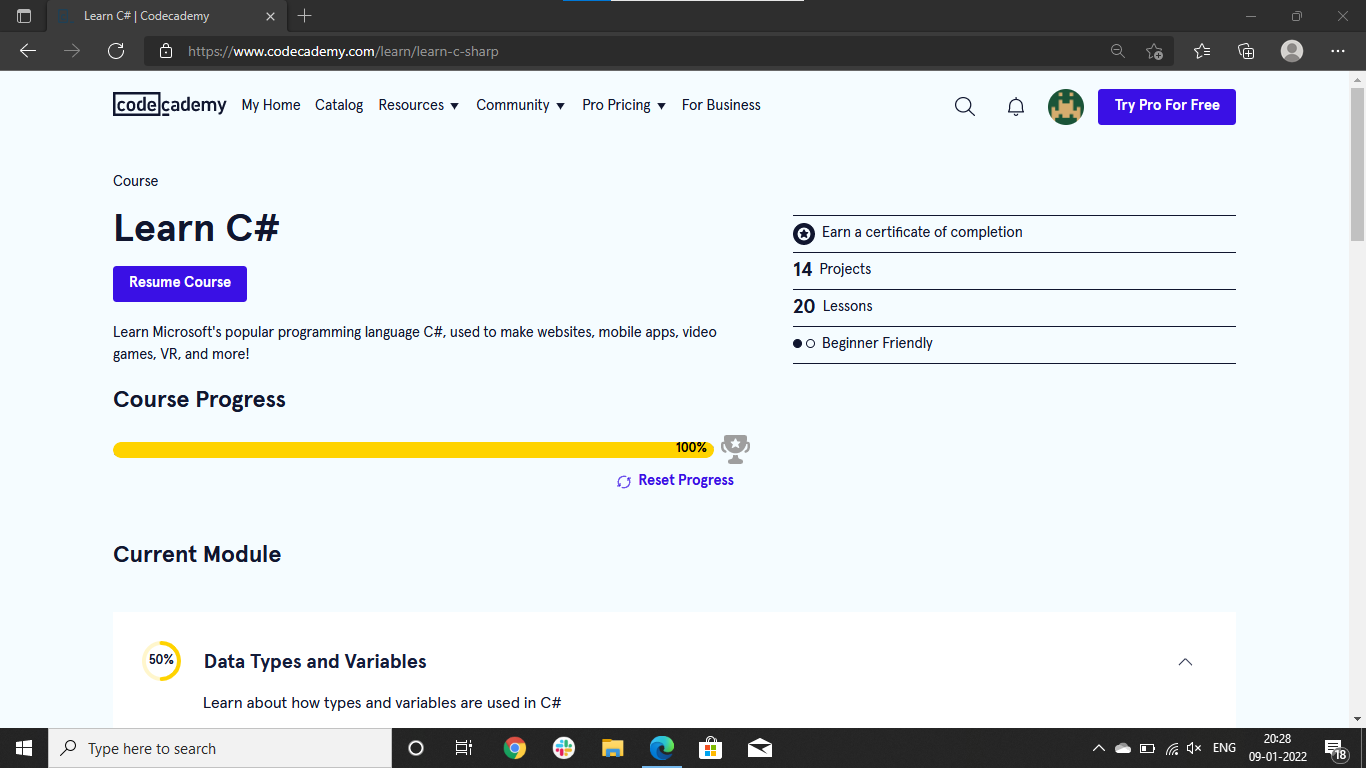 Learn C# | Codecademy
https://www.codecademy.com/learn/learn-c-sharp
codecademy My Home Catalog Resources Community Pro Pricing For Business Try Pro For Free
Course
Learn C#
Resume Course
Learn Microsoft's popular programming language C#, used to make websites, mobile apps, video
games, VR, and more!
Earn a certificate of completion
14 Projects
20 Lessons
Beginner Friendly
Course Progress
100%
Reset Progress
Current Module
50% Data Types and Variables
Learn about how types and variables are used in C#
Type here to search
ENG
20:28
09-01-2022
18